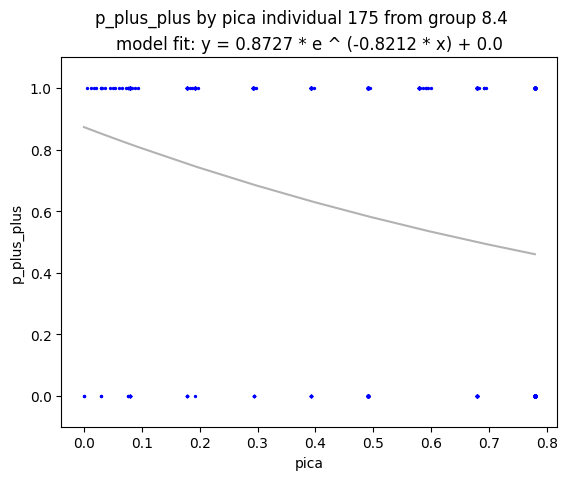 p_plus_plus by pica individual 175 from group 8.4
model fit: y = 0.8727 * e ^ (-0.8212 * x) + 0.0
1.0
0.8
0.6
0.4
0.2
0.0
p_plus_plus
0.0 0.1 0.2 0.3 0.4 0.5 0.6 0.7 0.8
pica